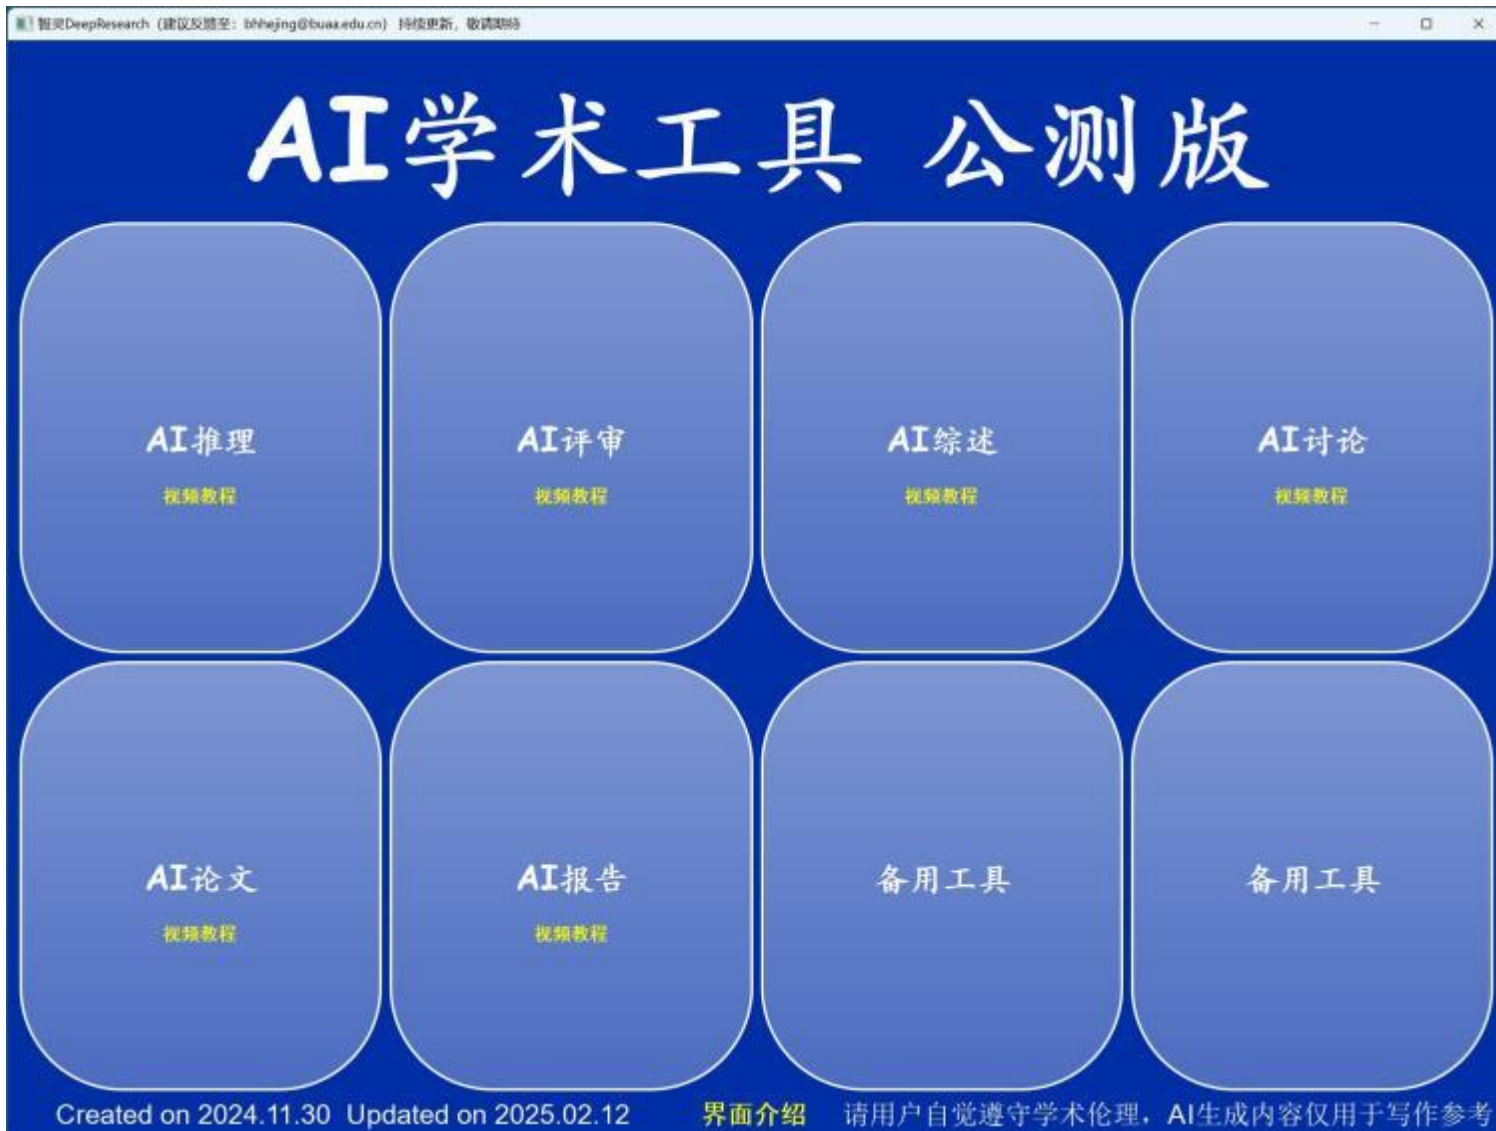 智灵DeepResearch（建议反馈至：bhhejing@buaa.edu.cn） 持续更新，敬请期待
AI学术工具 公测版
AI推理
视频教程
AI评审
视频教程
AI综述
视频教程
AI讨论
视频教程
AI论文
视频教程
AI报告
视频教程
备用工具
备用工具
Created on 2024.11.30 Updated on 2025.02.12 界面介绍 请用户自觉遵守学术伦理，AI生成内容仅用于写作参考